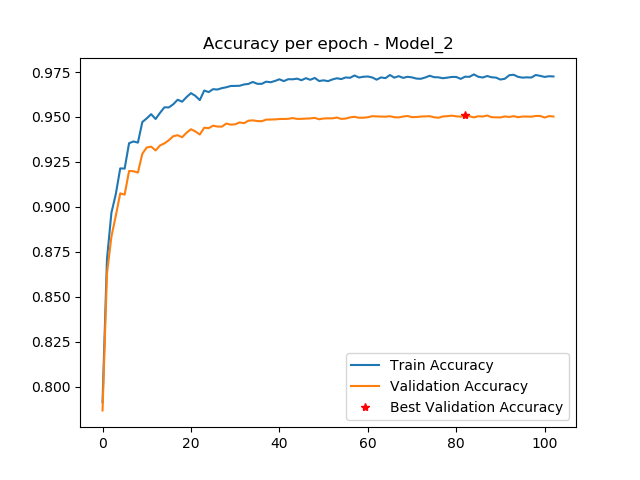 Accuracy per epoch - Model_2
0.975
0.950
0.925
0.900
0.875
0.850
0.825
0.800
0 20 40 60 80 100
Train Accuracy
Validation Accuracy
Best Validation Accuracy